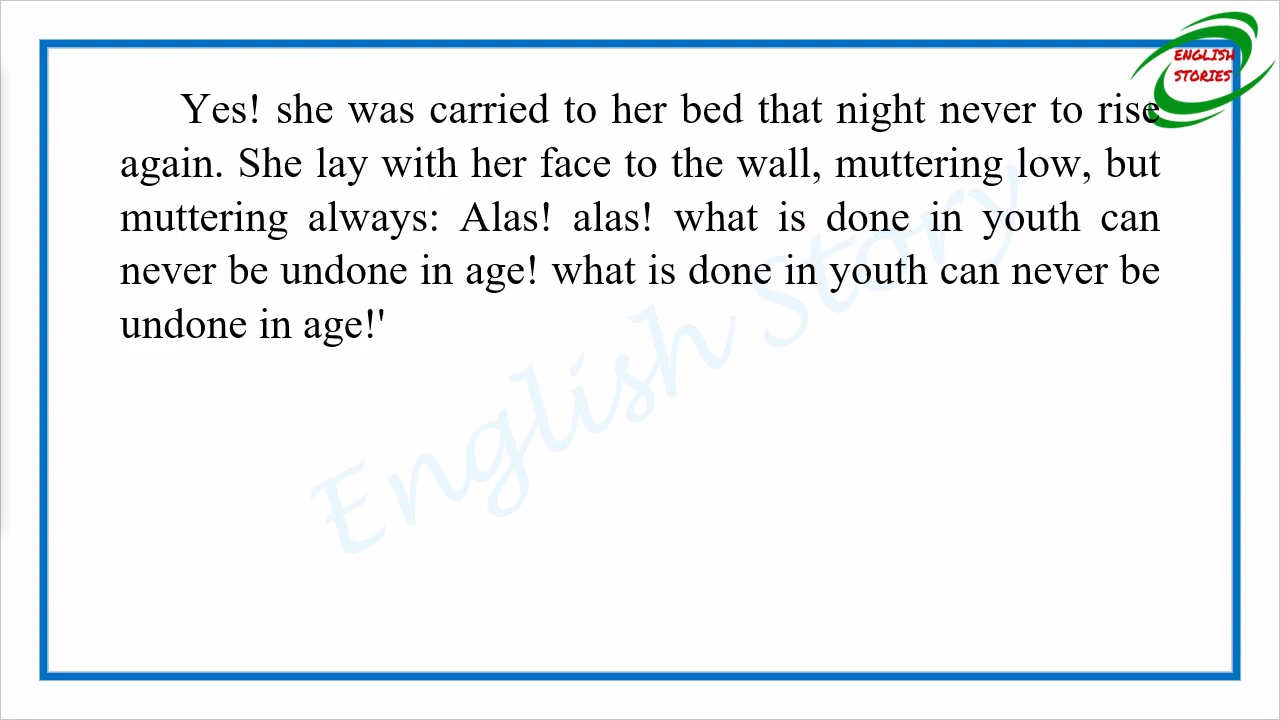 ENGLISH
STORIES
Yes! she was carried to her bed that night never to rise
again. She lay with her face to the wall, muttering low, but
muttering always: Alas! alas! what is done in youth can
never be undone in age! what is done in youth can never be
undone in age!'
English Story